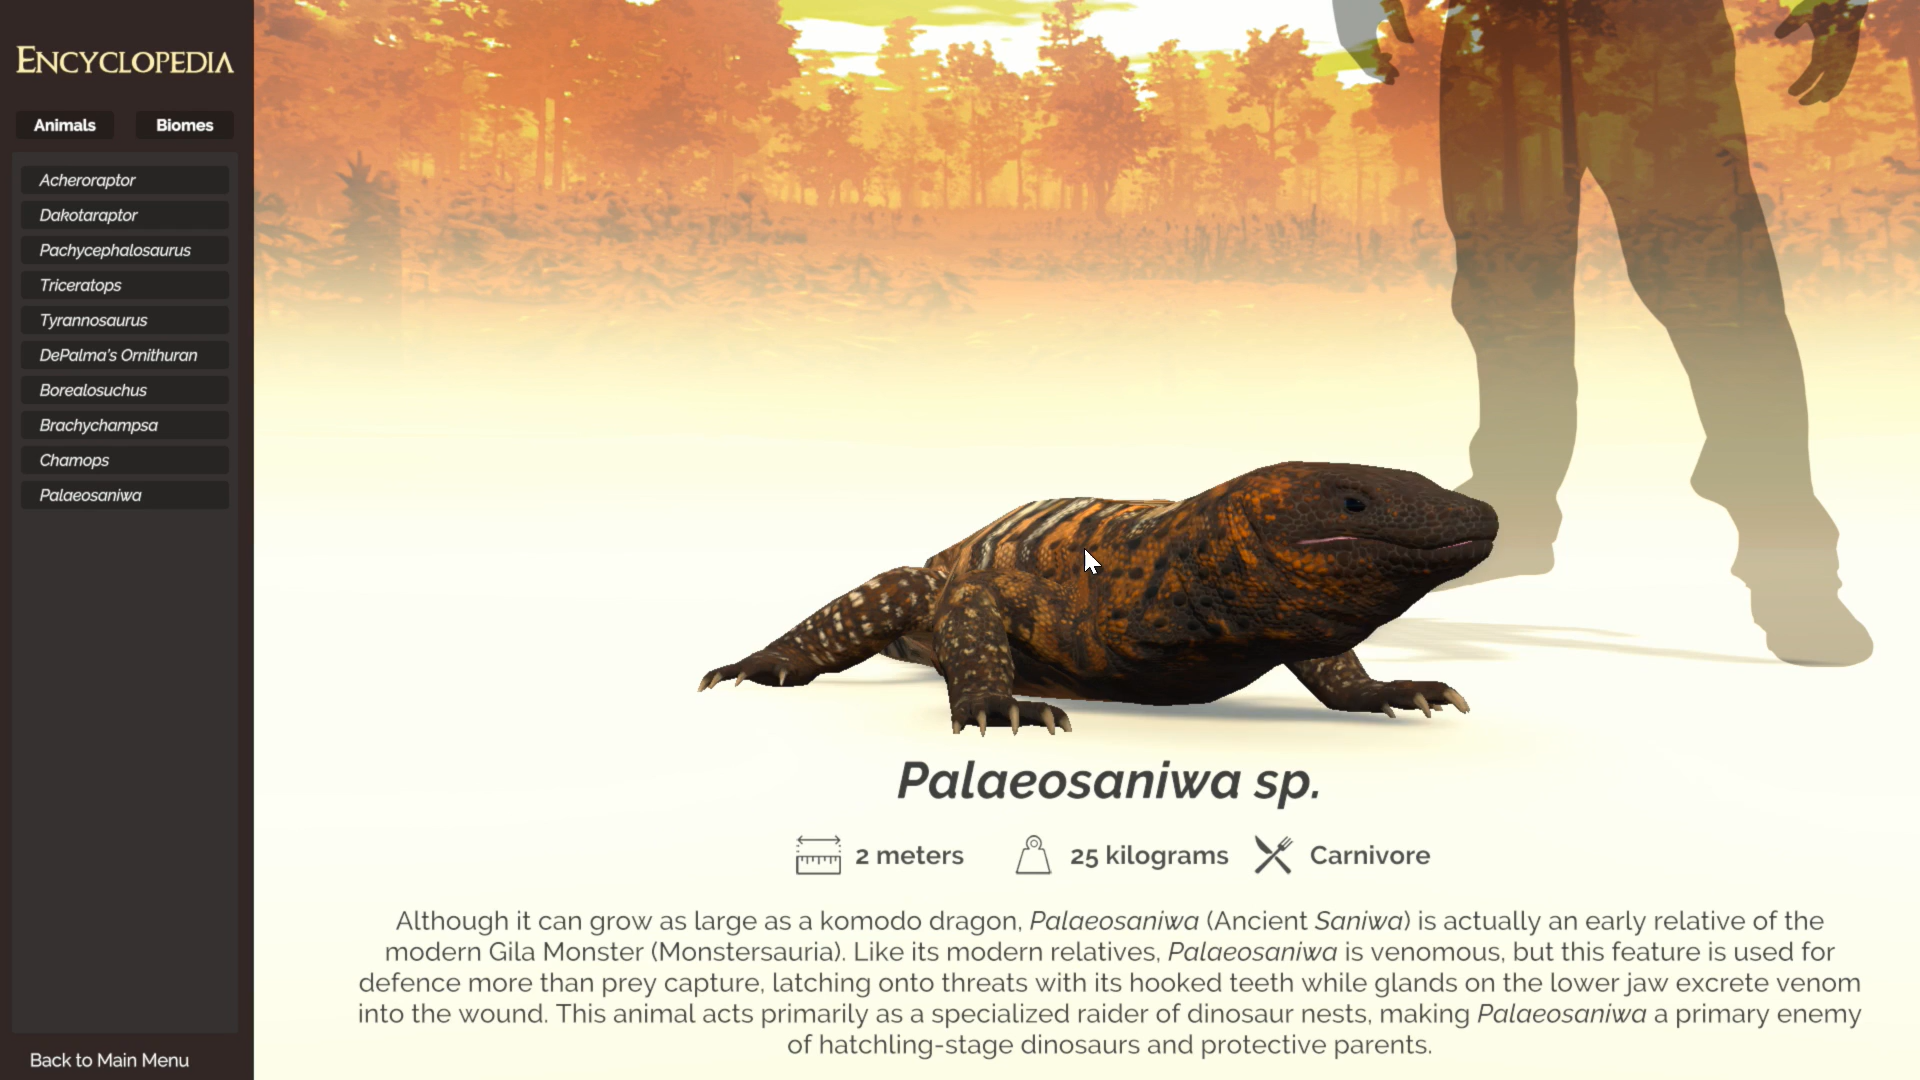 ENCYCLOPEDIA
Animals
Biomes
Acheroraptor
Dakotaraptor
Pachycephalosaurus
Triceratops
Tyrannosaurus
DePalma's Ornithuran
Borealosuchus
Brachychampsa
Chamops
Palaeosaniwa
Back to Main Menu
Palaeosaniwa sp.
2 meters
25 kilograms
Carnivore
Although it can grow as large as a komodo dragon, Palaeosaniwa (Ancient Saniwa) is actually an early relative of the
modern Gila Monster (Monstersauria). Like its modern relatives, Palaeosaniwa is venomous, but this feature is used for
defence more than prey capture, latching onto threats with its hooked teeth while glands on the lower jaw excrete venom
into the wound. This animal acts primarily as a specialized raider of dinosaur nests, making Palaeosaniwa a primary enemy
of hatchling-stage dinosaurs and protective parents.